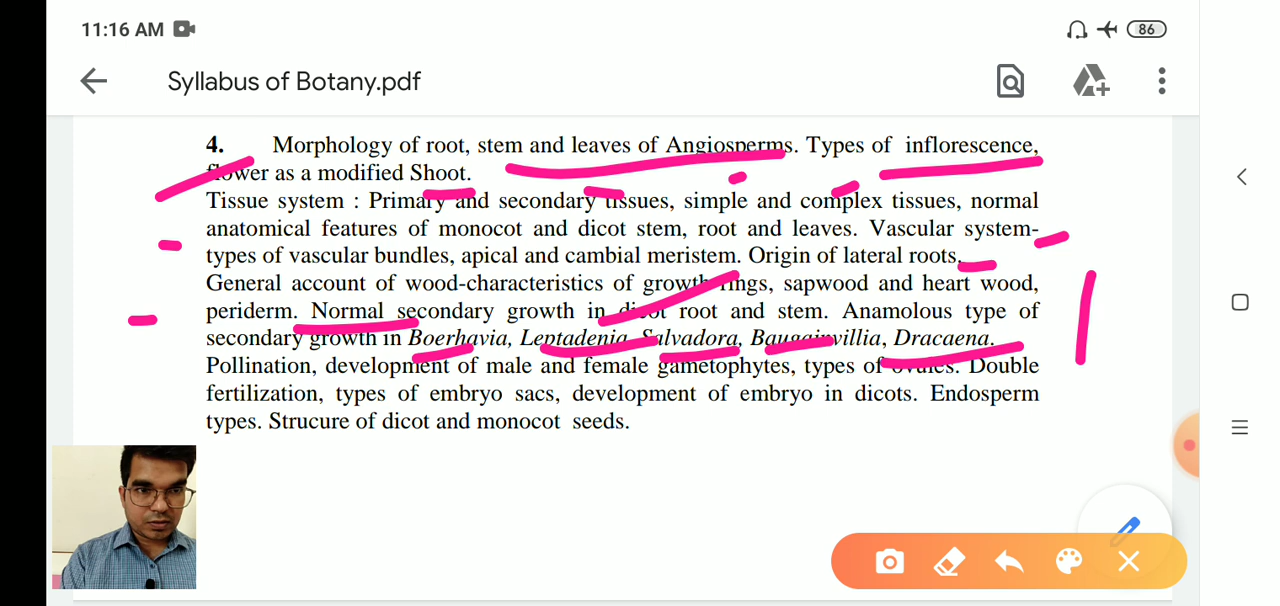 11:16 AM
86
Syllabus of Botany.pdf
4. Morphology of root, stem and leaves of Angiosperms. Types of inflorescence,
flower as a modified Shoot.
Tissue system : Primary and secondary tissues, simple and complex tissues, normal
anatomical features of monocot and dicot stem, root and leaves. Vascular system-
types of vascular bundles, apical and cambial meristem. Origin of lateral roots.
General account of wood-characteristics of growth rings, sapwood and heart wood,
periderm. Normal secondary growth in dicot root and stem. Anamolous type of
secondary growth in Boerhavia, Leptadenia, Salvadora, Baugainvillia, Dracaena.
Pollination, development of male and female gametophytes, types of ovules. Double
fertilization, types of embryo sacs, development of embryo in dicots. Endosperm
types. Strucure of dicot and monocot seeds.